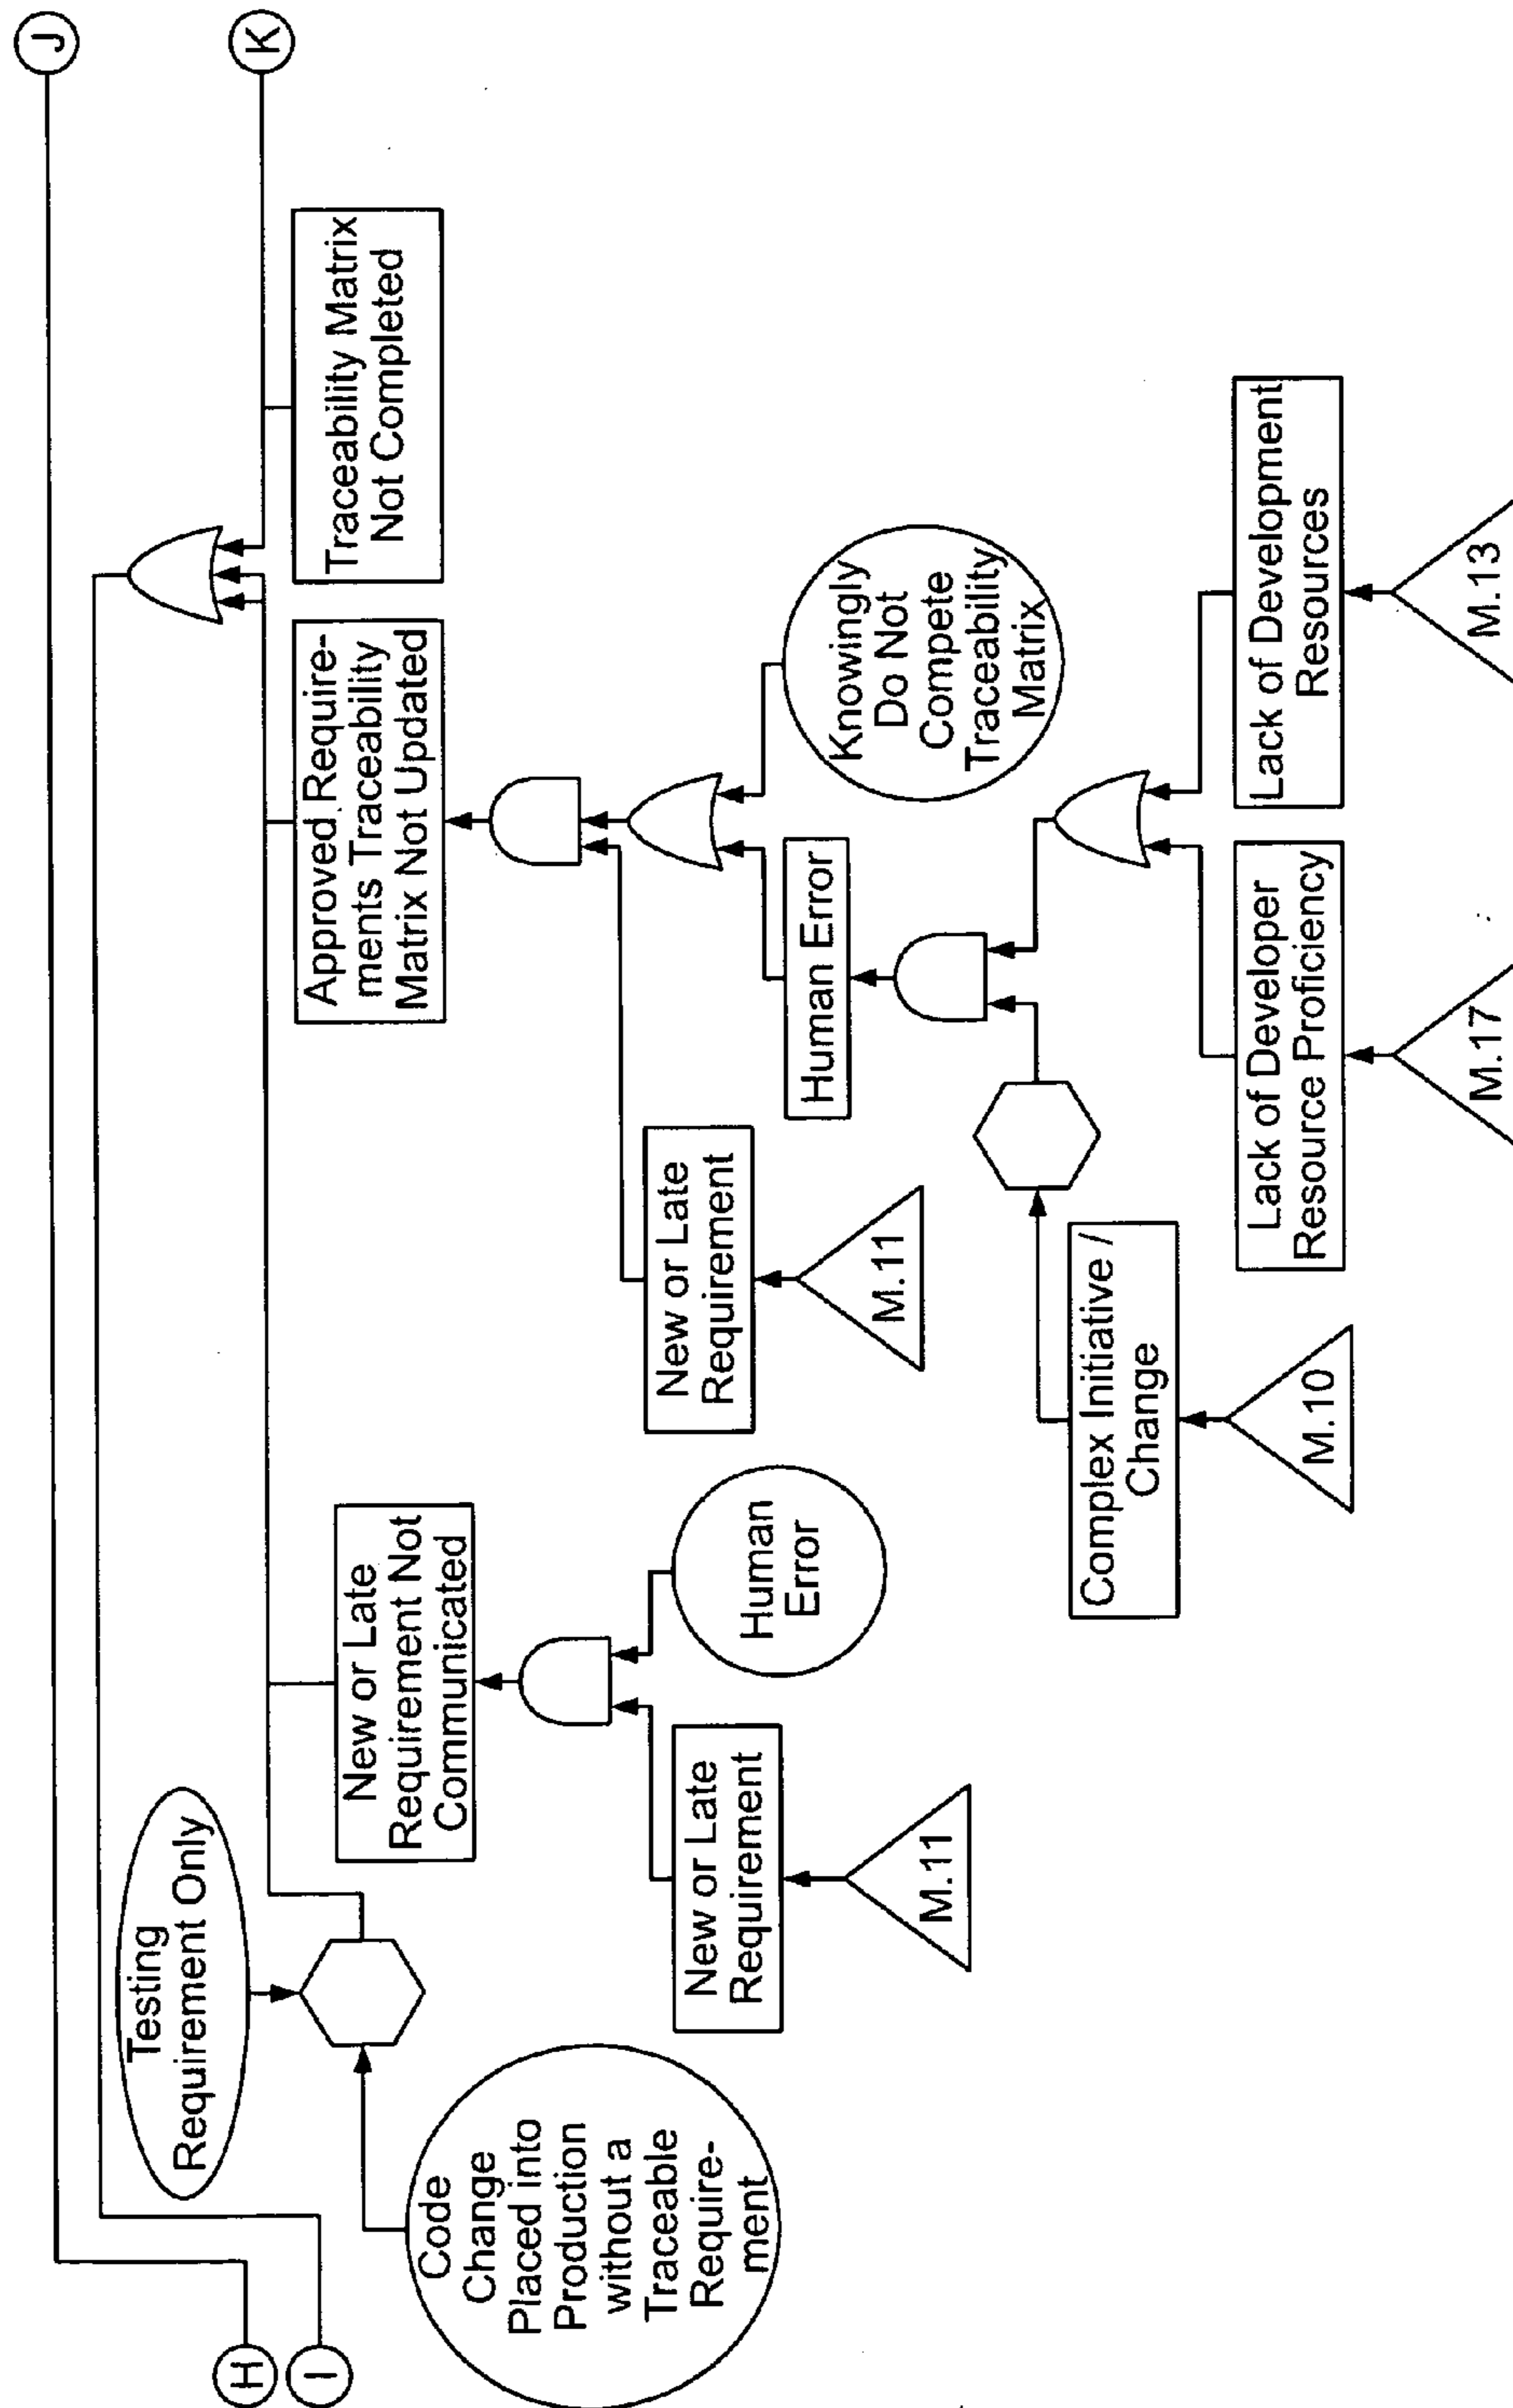 J
K
H
I
Testing
Requirement Only
Code
Change
Placed into
Production
without a
Traceable
Require-
ment
New or Late
Requirement Not
Communicated
Approved Require-
ments Traceability
Matrix Not Updated
Traceability Matrix
Not Completed
New or Late
Requirement
M.11
Human
Error
New or Late
Requirement
M.11
Human Error
Knowingly
Do Not
Compete
Traceability
Matrix
Complex Initiative /
Change
M.10
Lack of Developer
Resource Proficiency
M.17
Lack of Development
Resources
M.13